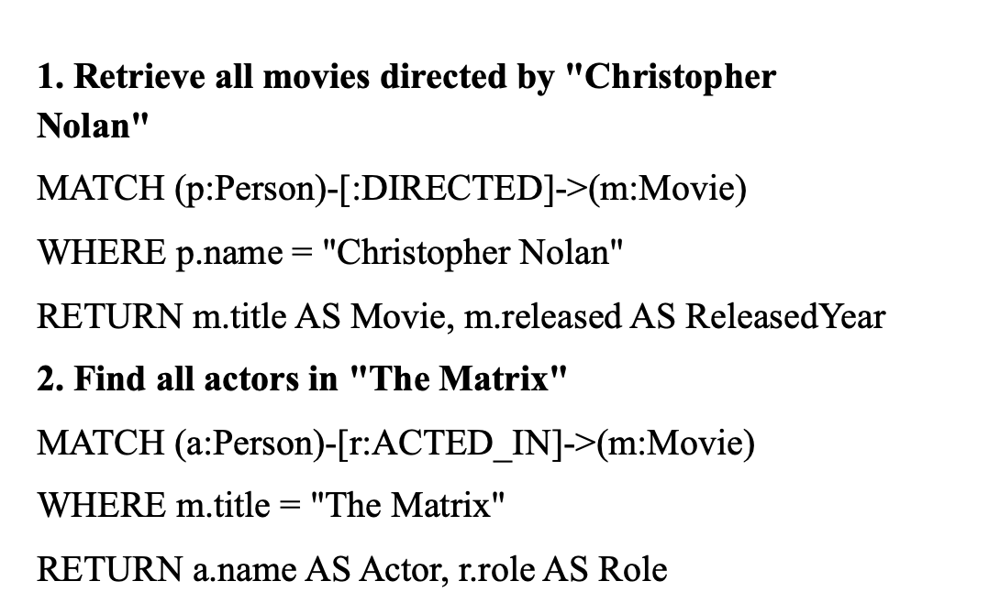 1. Retrieve all movies directed by "Christopher
Nolan"
MATCH (p:Person)-[:DIRECTED]->(m:Movie)
WHERE p.name = "Christopher Nolan"
RETURN m.title AS Movie, m.released AS ReleasedYear
2. Find all actors in "The Matrix"
MATCH (a:Person)-[r:ACTED_IN]->(m:Movie)
WHERE m.title = "The Matrix"
RETURN a.name AS Actor, r.role AS Role